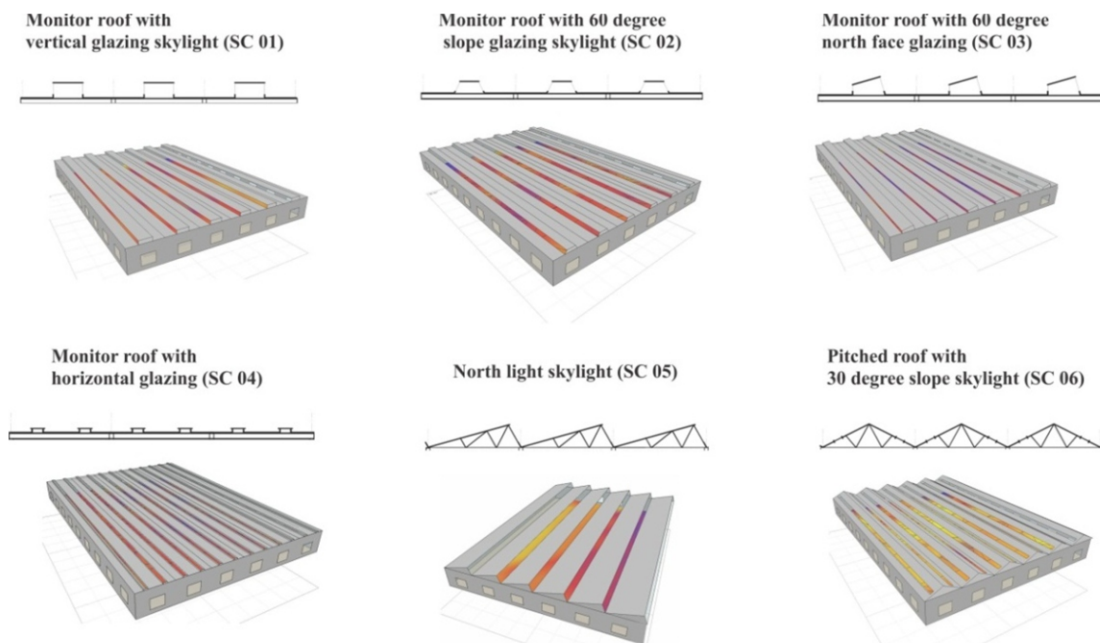 Monitor roof with
vertical glazing skylight (SC 01)
Monitor roof with 60 degree
slope glazing skylight (SC 02)
Monitor roof with 60 degree
north face glazing (SC 03)
Monitor roof with
horizontal glazing (SC 04)
North light skylight (SC 05)
Pitched roof with
30 degree slope skylight (SC 06)